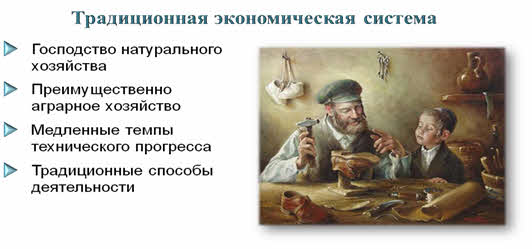 Традиционная экономическая система
Господство натурального
хозяйства
Преимущественно
аграрное хозяйство
Медленные темпы
технического прогресса
Традиционные способы
деятельности